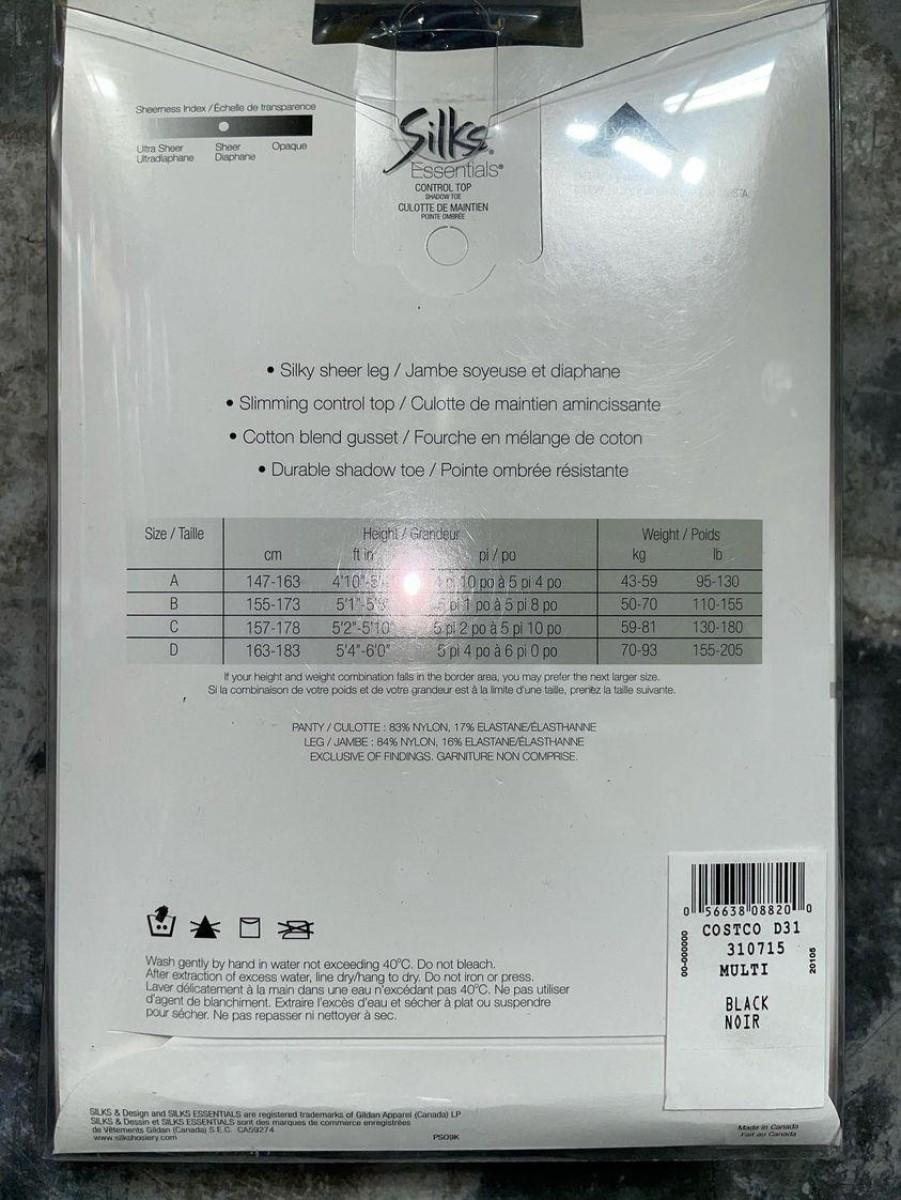 Sheerness Index / Échelle de transparence
Ultra Sheer
Ultradiaphane
Sheer
Diaphane
Opaque
Silks®
Essentials®
CONTROL TOP
SHADOW TOE
CULOTTE DE MAINTIEN
POINTE OMBRÉE
LYCRA
• Silky sheer leg / Jambe soyeuse et diaphane
• Slimming control top / Culotte de maintien amincissante
• Cotton blend gusset / Fourche en mélange de coton
• Durable shadow toe / Pointe ombrée résistante
Size / Taille Height / Grandeur Weight / Poids
cm ft in pi / po kg lb
A 147-163 4'10"- 10 po à 5 pi 4 po 43-59 95-130
B 155-173 5'1"- 5 pi 1 po à 5 pi 8 po 50-70 110-155
C 157-178 5'2"-5'10" 5 pi 2 po à 5 pi 10 po 59-81 130-180
D 163-183 5'4"-6'0" 5 pi 4 po à 6 pi 0 po 70-93 155-205
If your height and weight combination falls in the border area, you may prefer the next larger size.
Si la combinaison de votre poids et de votre grandeur est à la limite d'une taille, prenez la taille suivante.
PANTY / CULOTTE : 83% NYLON, 17% ELASTANE/ÉLASTHANNE
LEG / JAMBE : 84% NYLON, 16% ELASTANE/ÉLASTHANNE
EXCLUSIVE OF FINDINGS. GARNITURE NON COMPRISE.
Wash gently by hand in water not exceeding 40°C. Do not bleach.
After extraction of excess water, line dry/hang to dry. Do not iron or press.
Laver délicatement à la main dans une eau n'excédant pas 40°C. Ne pas utiliser
d'agent de blanchiment. Extraire l'excès d'eau et sécher à plat ou suspendre
pour sécher. Ne pas repasser ni nettoyer à sec.
0 56638 08820 0
COSTCO D31
310715
MULTI
BLACK
NOIR
00-000000
20105
SILKS & Design and SILKS ESSENTIALS are registered trademarks of Gildan Apparel (Canada) LP
SILKS & Dessin et SILKS ESSENTIALS sont des marques de commerce enregistrées
de Vêtements Gildan (Canada) S.E.C. CA59274
www.silkshosiery.com
PS09K
Made in Canada
Fait au Canada